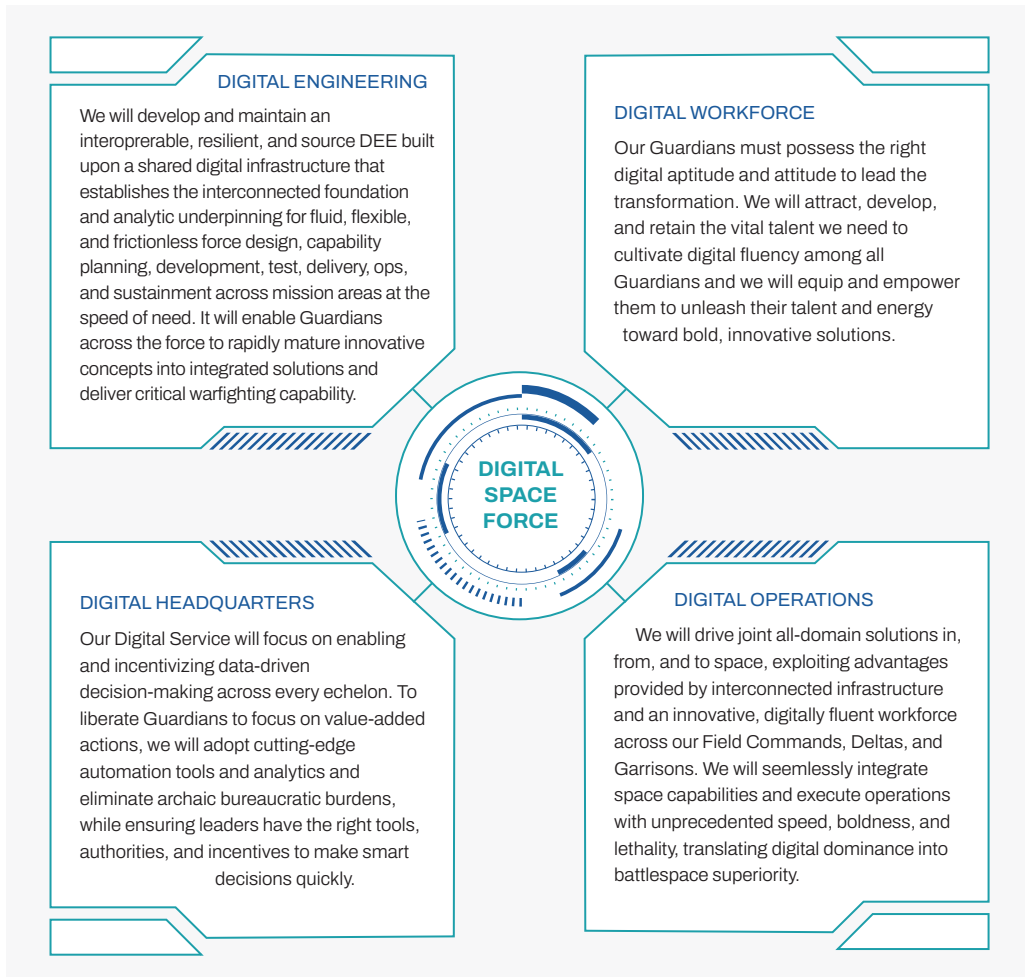 DIGITAL ENGINEERING
We will develop and maintain an
interoprerable, resilient, and source DEE built
upon a shared digital infrastructure that
establishes the interconnected foundation
and analytic underpinning for fluid, flexible,
and frictionless force design, capability
planning, development, test, delivery, ops,
and sustainment across mission areas at the
speed of need. It will enable Guardians
across the force to rapidly mature innovative
concepts into integrated solutions and
deliver critical warfighting capability.
DIGITAL WORKFORCE
Our Guardians must possess the right
digital aptitude and attitude to lead the
transformation. We will attract, develop,
and retain the vital talent we need to
cultivate digital fluency among all
Guardians and we will equip and empower
them to unleash their talent and energy
toward bold, innovative solutions.
DIGITAL
SPACE
FORCE
DIGITAL HEADQUARTERS
Our Digital Service will focus on enabling
and incentivizing data-driven
decision-making across every echelon. To
liberate Guardians to focus on value-added
actions, we will adopt cutting-edge
automation tools and analytics and
eliminate archaic bureaucratic burdens,
while ensuring leaders have the right tools,
authorities, and incentives to make smart
decisions quickly.
DIGITAL OPERATIONS
We will drive joint all-domain solutions in,
from, and to space, exploiting advantages
provided by interconnected infrastructure
and an innovative, digitally fluent workforce
across our Field Commands, Deltas, and
Garrisons. We will seemlessly integrate
space capabilities and execute operations
with unprecedented speed, boldness, and
lethality, translating digital dominance into
battlespace superiority.